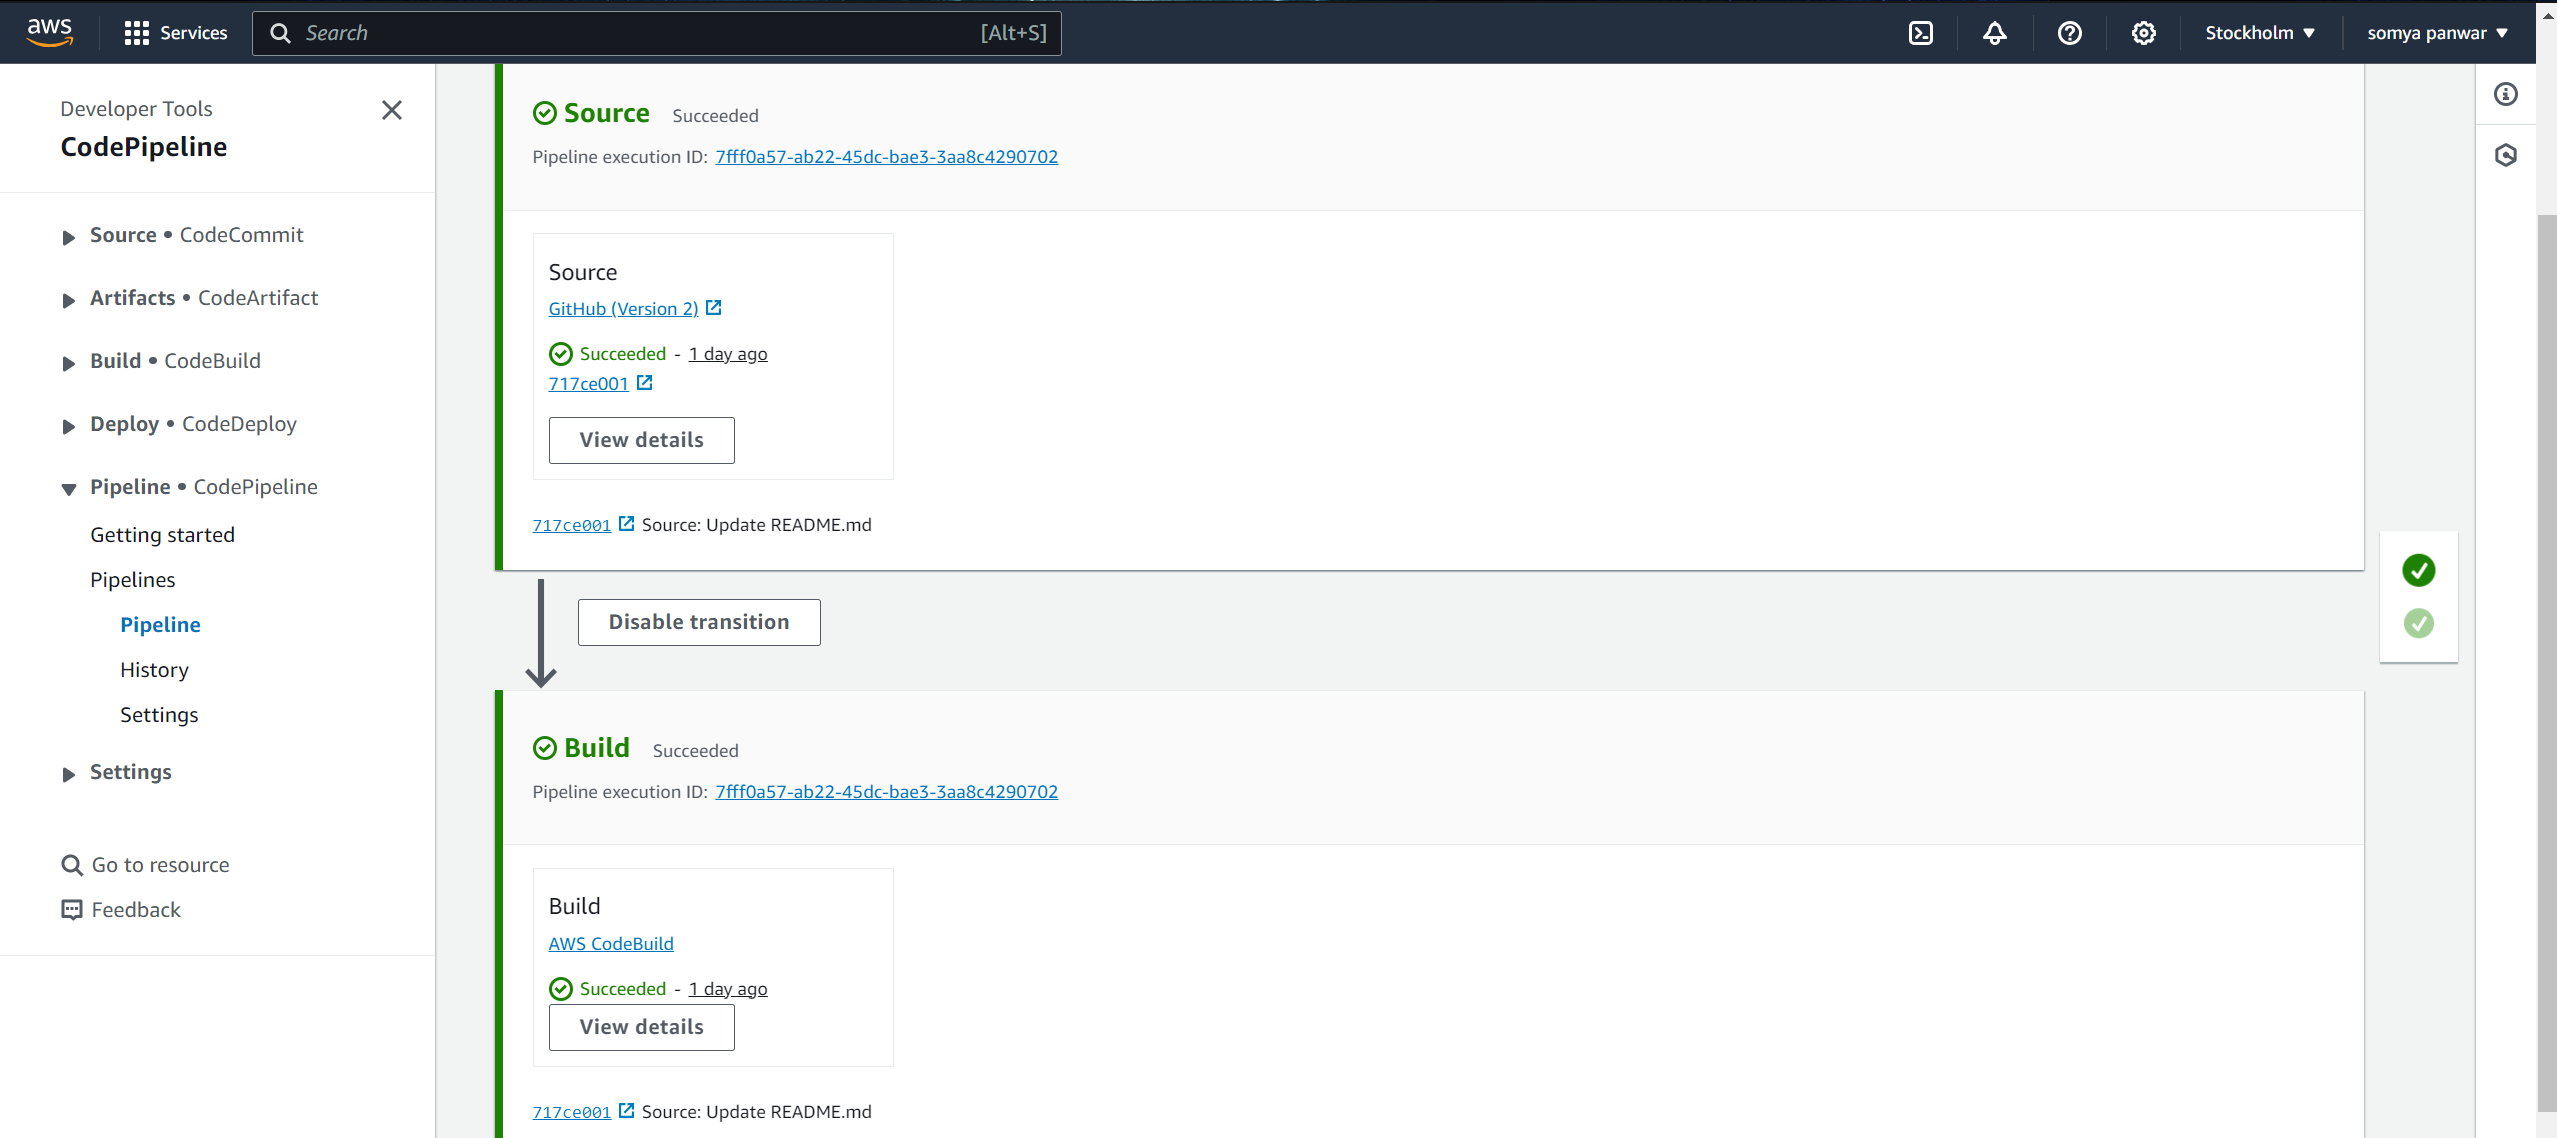 aws
Services
Search
[Alt+S]
Stockholm
somya panwar
Developer Tools
CodePipeline
Source • CodeCommit
Artifacts • CodeArtifact
Build • CodeBuild
Deploy • CodeDeploy
Pipeline • CodePipeline
Getting started
Pipelines
Pipeline
History
Settings
Settings
Go to resource
Feedback
Source Succeeded
Pipeline execution ID: 7fff0a57-ab22-45dc-bae3-3aa8c4290702
Source
GitHub (Version 2)
Succeeded - 1 day ago
717ce001
View details
717ce001 Source: Update README.md
Disable transition
Build Succeeded
Pipeline execution ID: 7fff0a57-ab22-45dc-bae3-3aa8c4290702
Build
AWS CodeBuild
Succeeded - 1 day ago
View details
717ce001 Source: Update README.md